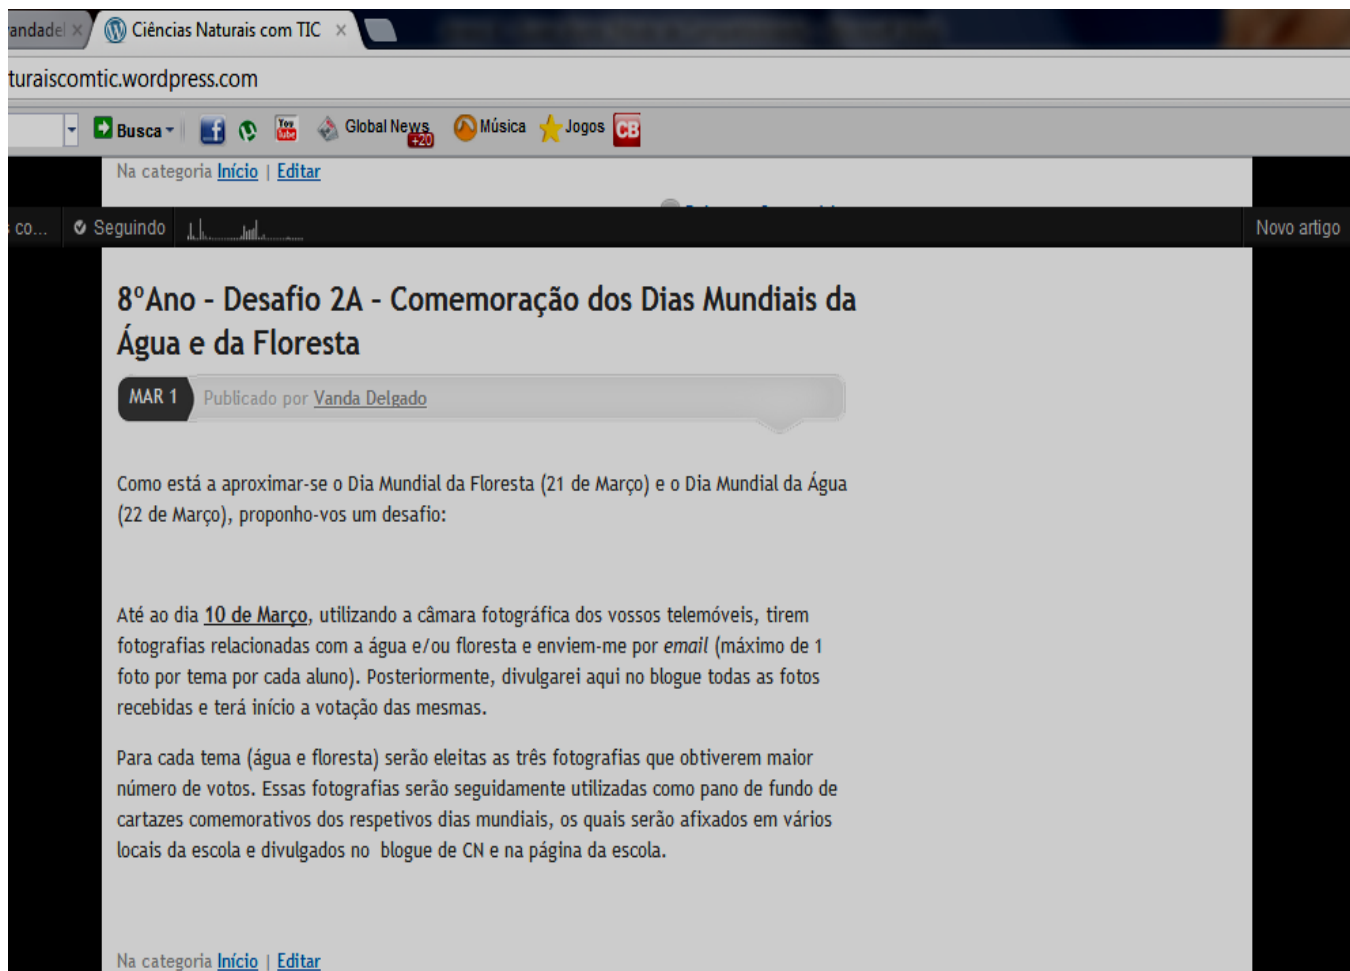 andadel
Ciências Naturais com TIC
turaiscomtic.wordpress.com
Busca
You Tube
Global News
+20
Música
Jogos
CB
Na categoria Início | Editar
co...
Seguindo
Novo artigo
8ºAno – Desafio 2A – Comemoração dos Dias Mundiais da
Água e da Floresta
MAR 1
Publicado por Vanda Delgado
Como está a aproximar-se o Dia Mundial da Floresta (21 de Março) e o Dia Mundial da Água
(22 de Março), proponho-vos um desafio:
Até ao dia 10 de Março, utilizando a câmara fotográfica dos vossos telemóveis, tirem
fotografias relacionadas com a água e/ou floresta e enviem-me por email (máximo de 1
foto por tema por cada aluno). Posteriormente, divulgarei aqui no blogue todas as fotos
recebidas e terá início a votação das mesmas.
Para cada tema (água e floresta) serão eleitas as três fotografias que obtiverem maior
número de votos. Essas fotografias serão seguidamente utilizadas como pano de fundo de
cartazes comemorativos dos respetivos dias mundiais, os quais serão afixados em vários
locais da escola e divulgados no  blogue de CN e na página da escola.
Na categoria Início | Editar